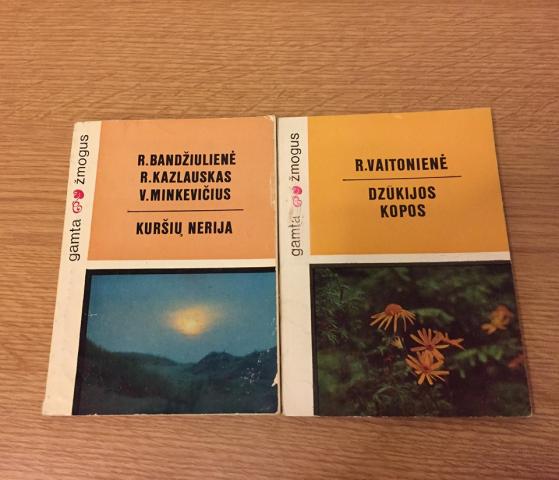 gamta žmogus
R.BANDŽIULIENĖ
R.KAZLAUSKAS
V.MINKEVIČIUS
KURŠIŲ NERIJA
gamta žmogus
R.VAITONIENĖ
DZŪKIJOS
KOPOS